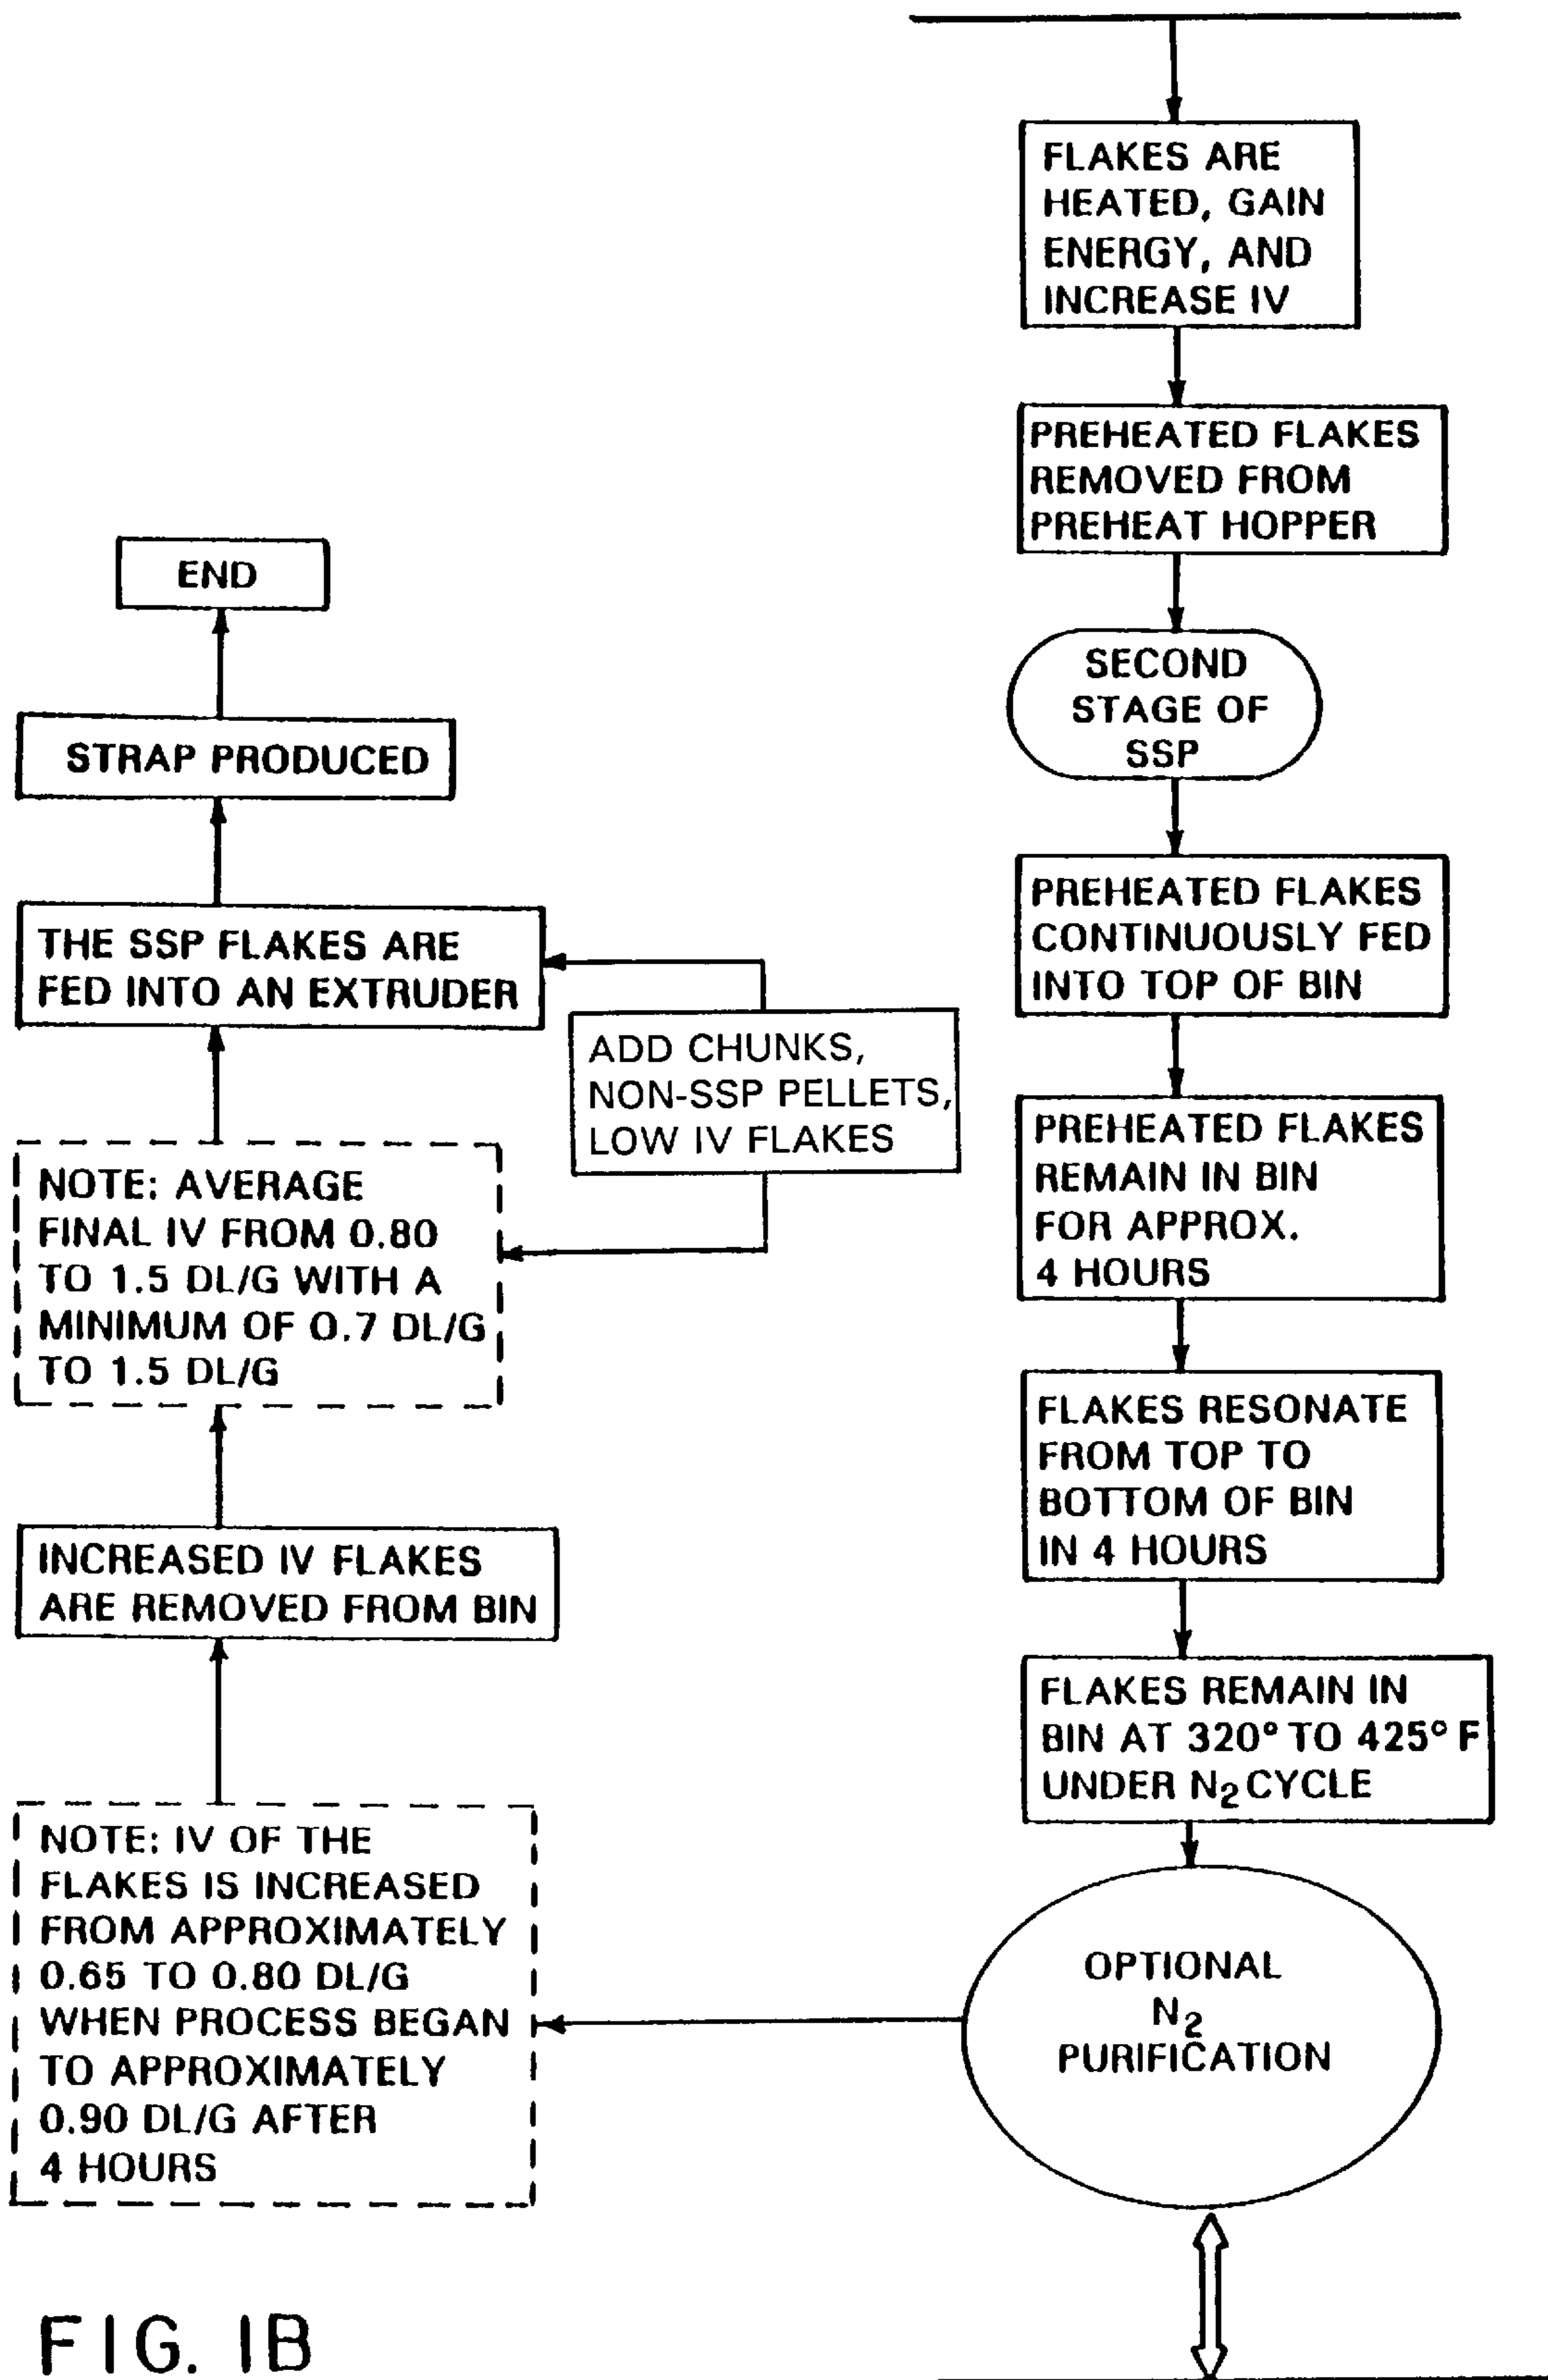 FLAKES ARE
HEATED, GAIN
ENERGY, AND
INCREASE IV
PREHEATED FLAKES
REMOVED FROM
PREHEAT HOPPER
SECOND
STAGE OF
SSP
PREHEATED FLAKES
CONTINUOUSLY FED
INTO TOP OF BIN
PREHEATED FLAKES
REMAIN IN BIN
FOR APPROX.
4 HOURS
FLAKES RESONATE
FROM TOP TO
BOTTOM OF BIN
IN 4 HOURS
FLAKES REMAIN IN
BIN AT 320° TO 425° F
UNDER N2 CYCLE
OPTIONAL
N2
PURIFICATION
NOTE: IV OF THE
FLAKES IS INCREASED
FROM APPROXIMATELY
0.65 TO 0.80 DL/G
WHEN PROCESS BEGAN
TO APPROXIMATELY
0.90 DL/G AFTER
4 HOURS
INCREASED IV FLAKES
ARE REMOVED FROM BIN
NOTE: AVERAGE
FINAL IV FROM 0.80
TO 1.5 DL/G WITH A
MINIMUM OF 0.7 DL/G
TO 1.5 DL/G
ADD CHUNKS,
NON-SSP PELLETS,
LOW IV FLAKES
THE SSP FLAKES ARE
FED INTO AN EXTRUDER
STRAP PRODUCED
END
FIG. 1B